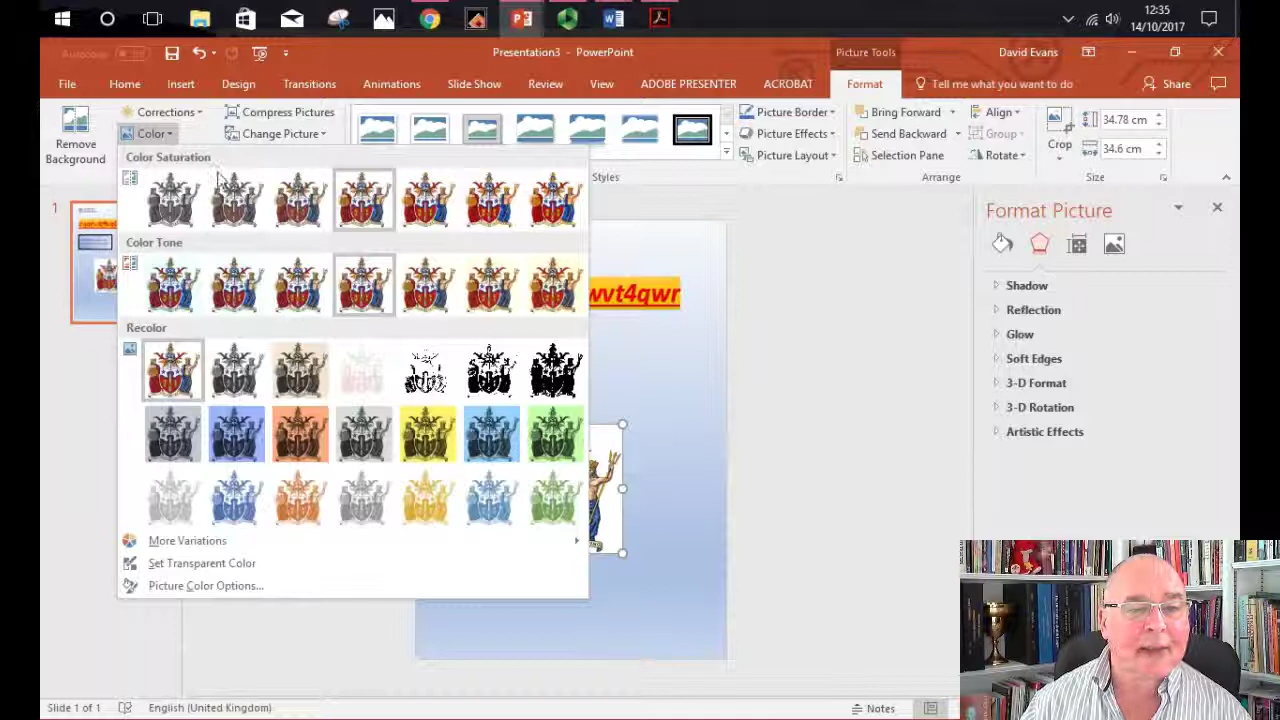 12:35
14/10/2017
AutoSave
Presentation3 - PowerPoint
Picture Tools
David Evans
File
Home
Insert
Design
Transitions
Animations
Slide Show
Review
View
ADOBE PRESENTER
ACROBAT
Format
Tell me what you want to do
Share
Remove
Background
Corrections
Color
Compress Pictures
Change Picture
Styles
Picture Border
Picture Effects
Picture Layout
Bring Forward
Send Backward
Selection Pane
Align
Group
Rotate
Arrange
Crop
34.78 cm
34.6 cm
Size
Color Saturation
Color Tone
Recolor
More Variations
Set Transparent Color
Picture Color Options...
1
wvt4qwr
Format Picture
Shadow
Reflection
Glow
Soft Edges
3-D Format
3-D Rotation
Artistic Effects
Slide 1 of 1
English (United Kingdom)
Notes